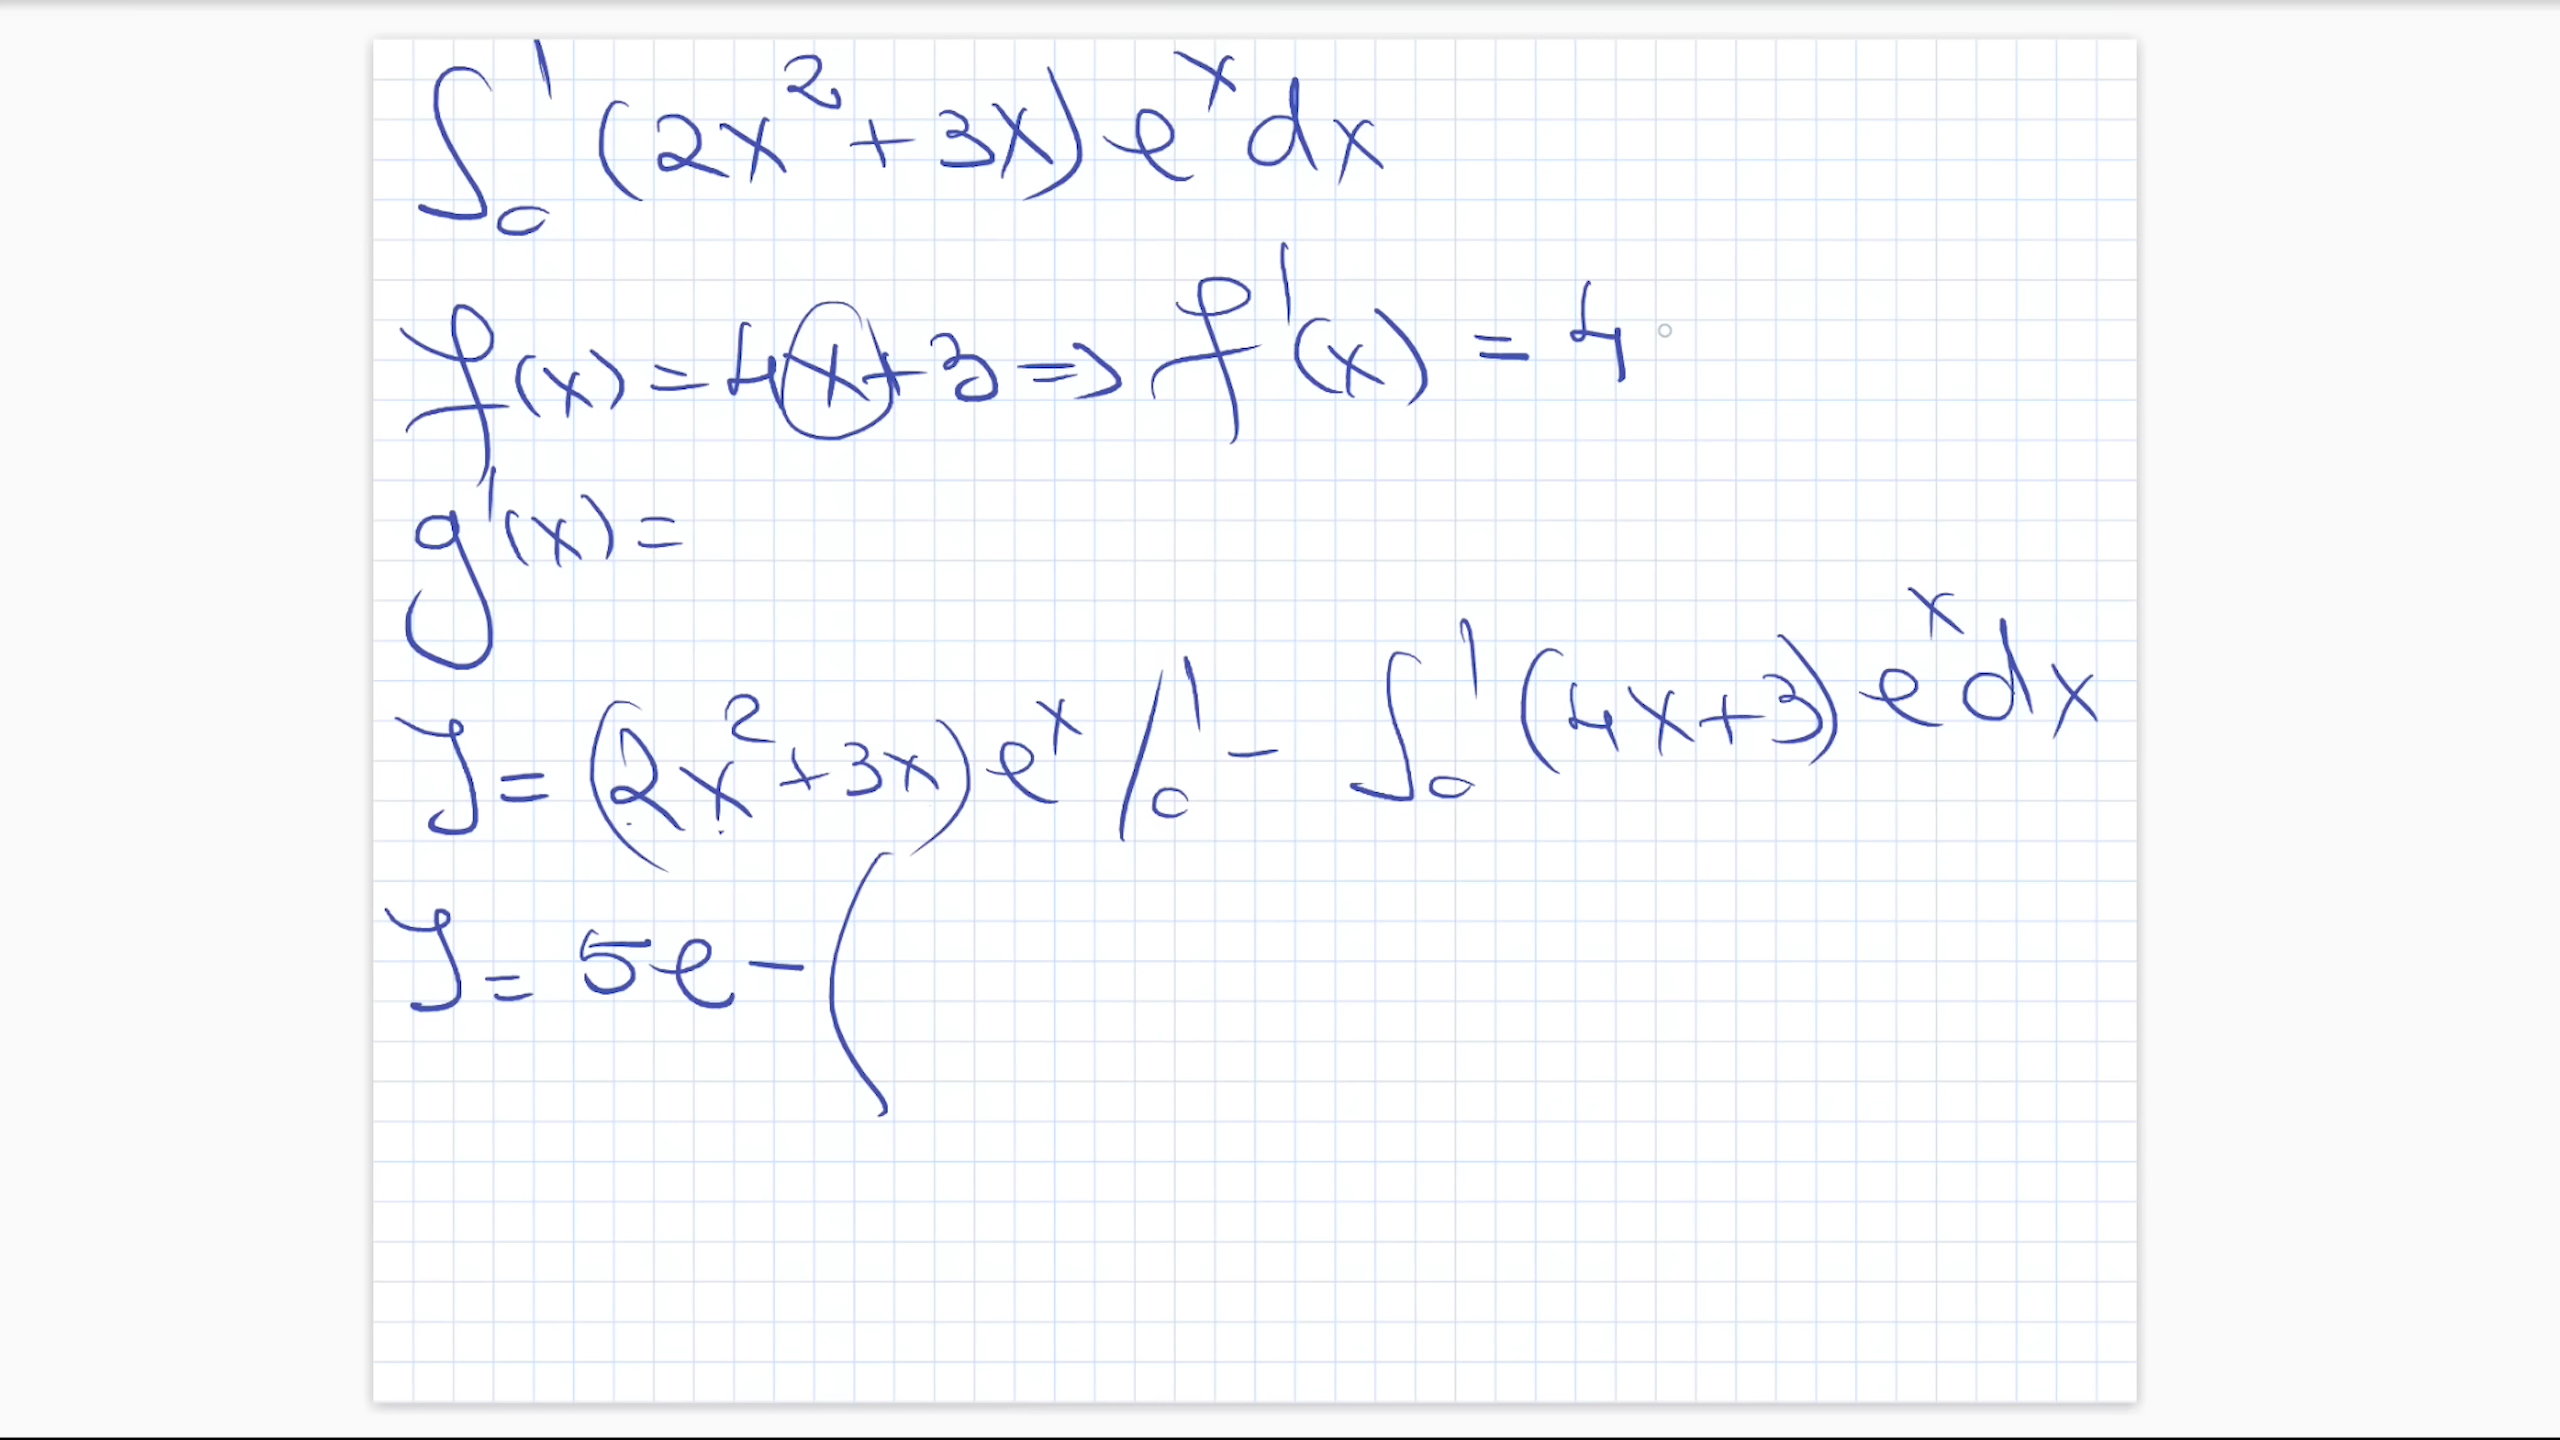 ∫₀¹ (2x² + 3x) eˣ dx
f(x) = 4x + 3 => f'(x) = 4
g'(x) =
I = (2x² + 3x) eˣ /₀¹ - ∫₀¹ (4x + 3) eˣ dx
I = 5e - (